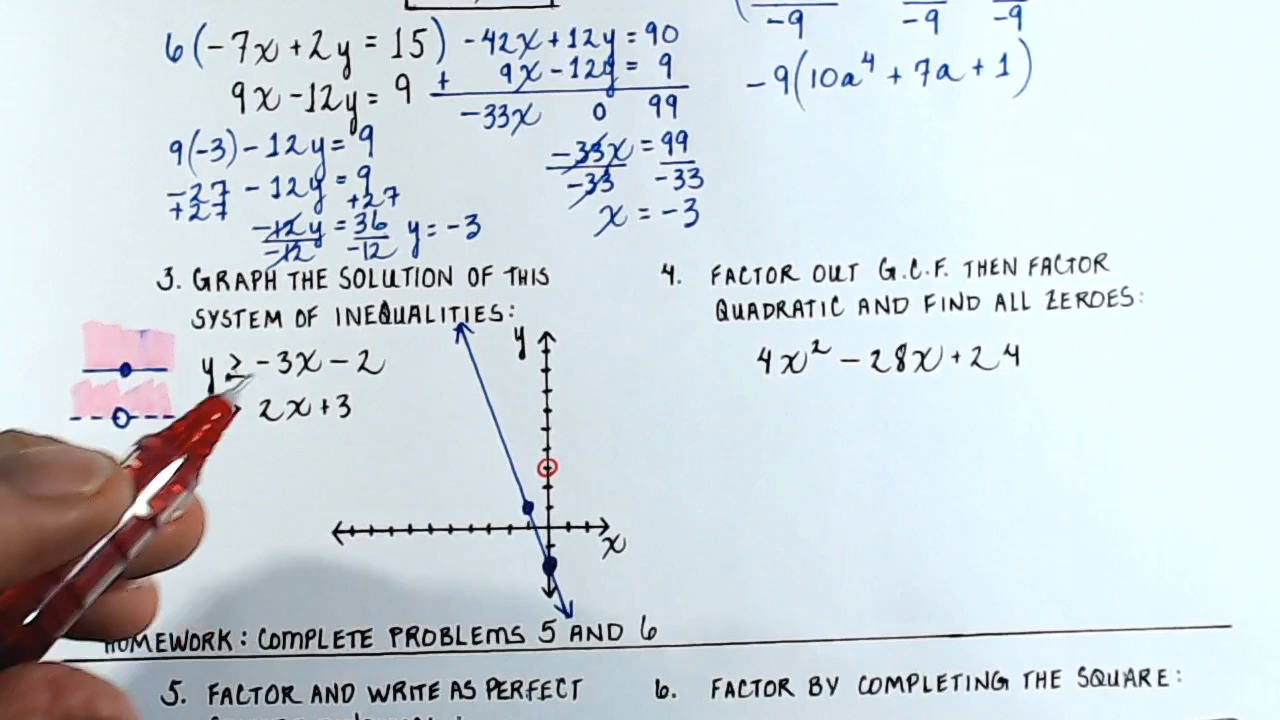 6(-7x+2y = 15)
9x-12y = 9
9(-3)-12y = 9
-27 - 12y = 9
+27 +27
-12y = 36
-12 -12
y = -3
-42x+12y = 90
+ 9x-12y = 9
-33x 0 99
-33x = 99
-33 -33
x = -3
-9 -9 -9
-9(10a⁴ + 7a + 1)
3. GRAPH THE SOLUTION OF THIS
SYSTEM OF INEQUALITIES:
y ≥ -3x - 2
2x+3
y
x
4. FACTOR OUT G.C.F. THEN FACTOR
QUADRATIC AND FIND ALL ZEROES:
4x² - 28x + 24
HOMEWORK: COMPLETE PROBLEMS 5 AND 6
5. FACTOR AND WRITE AS PERFECT
6. FACTOR BY COMPLETING THE SQUARE: